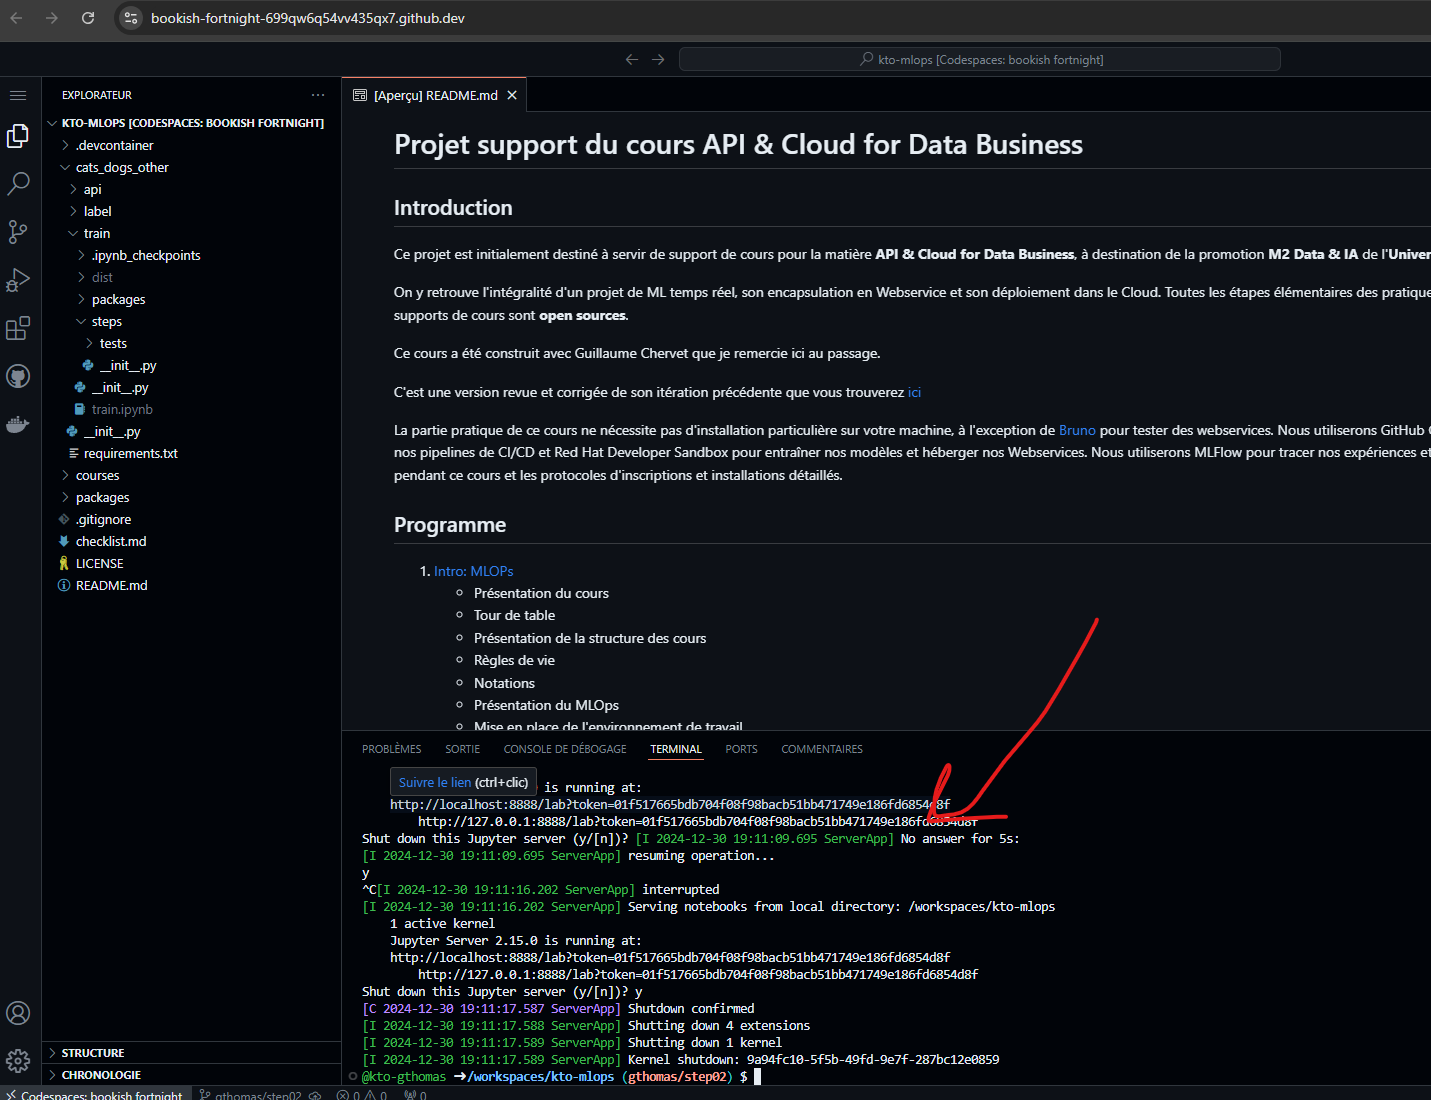 bookish-fortnight-699qw6q54vv435qx7.github.dev
kto-mlops [Codespaces: bookish fortnight]
EXPLORATEUR
KTO-MLOPS [CODESPACES: BOOKISH FORTNIGHT]
.devcontainer
cats_dogs_other
api
label
train
.ipynb_checkpoints
dist
packages
steps
tests
__init__.py
__init__.py
train.ipynb
__init__.py
requirements.txt
courses
packages
.gitignore
checklist.md
LICENSE
README.md
STRUCTURE
CHRONOLOGIE
[Aperçu] README.md
Projet support du cours API & Cloud for Data Business
Introduction
Ce projet est initialement destiné à servir de support de cours pour la matière API & Cloud for Data Business, à destination de la promotion M2 Data & IA de l'Univer
On y retrouve l'intégralité d'un projet de ML temps réel, son encapsulation en Webservice et son déploiement dans le Cloud. Toutes les étapes élémentaires des pratique
supports de cours sont open sources.
Ce cours a été construit avec Guillaume Chervet que je remercie ici au passage.
C'est une version revue et corrigée de son itération précédente que vous trouverez ici
La partie pratique de ce cours ne nécessite pas d'installation particulière sur votre machine, à l'exception de Bruno pour tester des webservices. Nous utiliserons GitHub
nos pipelines de CI/CD et Red Hat Developer Sandbox pour entraîner nos modèles et héberger nos Webservices. Nous utiliserons MLFlow pour tracer nos expériences et
pendant ce cours et les protocoles d'inscriptions et installations détaillés.
Programme
1. Intro: MLOPs
Présentation du cours
Tour de table
Présentation de la structure des cours
Règles de vie
Notations
Présentation du MLOps
Mise en place de l'environnement de travail
PROBLÈMES SORTIE CONSOLE DE DÉBOGAGE TERMINAL PORTS COMMENTAIRES
Suivre le lien (ctrl+clic)
is running at:
http://localhost:8888/lab?token=01f517665bdb704f08f98bacb51bb471749e186fd6854d8f
http://127.0.0.1:8888/lab?token=01f517665bdb704f08f98bacb51bb471749e186fd6854d8f
Shut down this Jupyter server (y/[n])? [I 2024-12-30 19:11:09.695 ServerApp] No answer for 5s:
[I 2024-12-30 19:11:09.695 ServerApp] resuming operation...
y
^C[I 2024-12-30 19:11:16.202 ServerApp] interrupted
[I 2024-12-30 19:11:16.202 ServerApp] Serving notebooks from local directory: /workspaces/kto-mlops
1 active kernel
Jupyter Server 2.15.0 is running at:
http://localhost:8888/lab?token=01f517665bdb704f08f98bacb51bb471749e186fd6854d8f
http://127.0.0.1:8888/lab?token=01f517665bdb704f08f98bacb51bb471749e186fd6854d8f
Shut down this Jupyter server (y/[n])? y
[C 2024-12-30 19:11:17.587 ServerApp] Shutdown confirmed
[I 2024-12-30 19:11:17.588 ServerApp] Shutting down 4 extensions
[I 2024-12-30 19:11:17.589 ServerApp] Shutting down 1 kernel
[I 2024-12-30 19:11:17.589 ServerApp] Kernel shutdown: 9a94fc10-5f5b-49fd-9e7f-287bc12e0859
@kto-gthomas ➜/workspaces/kto-mlops (gthomas/step02) $
Codespaces: bookish fortnight gthomas/step02 0 0 0